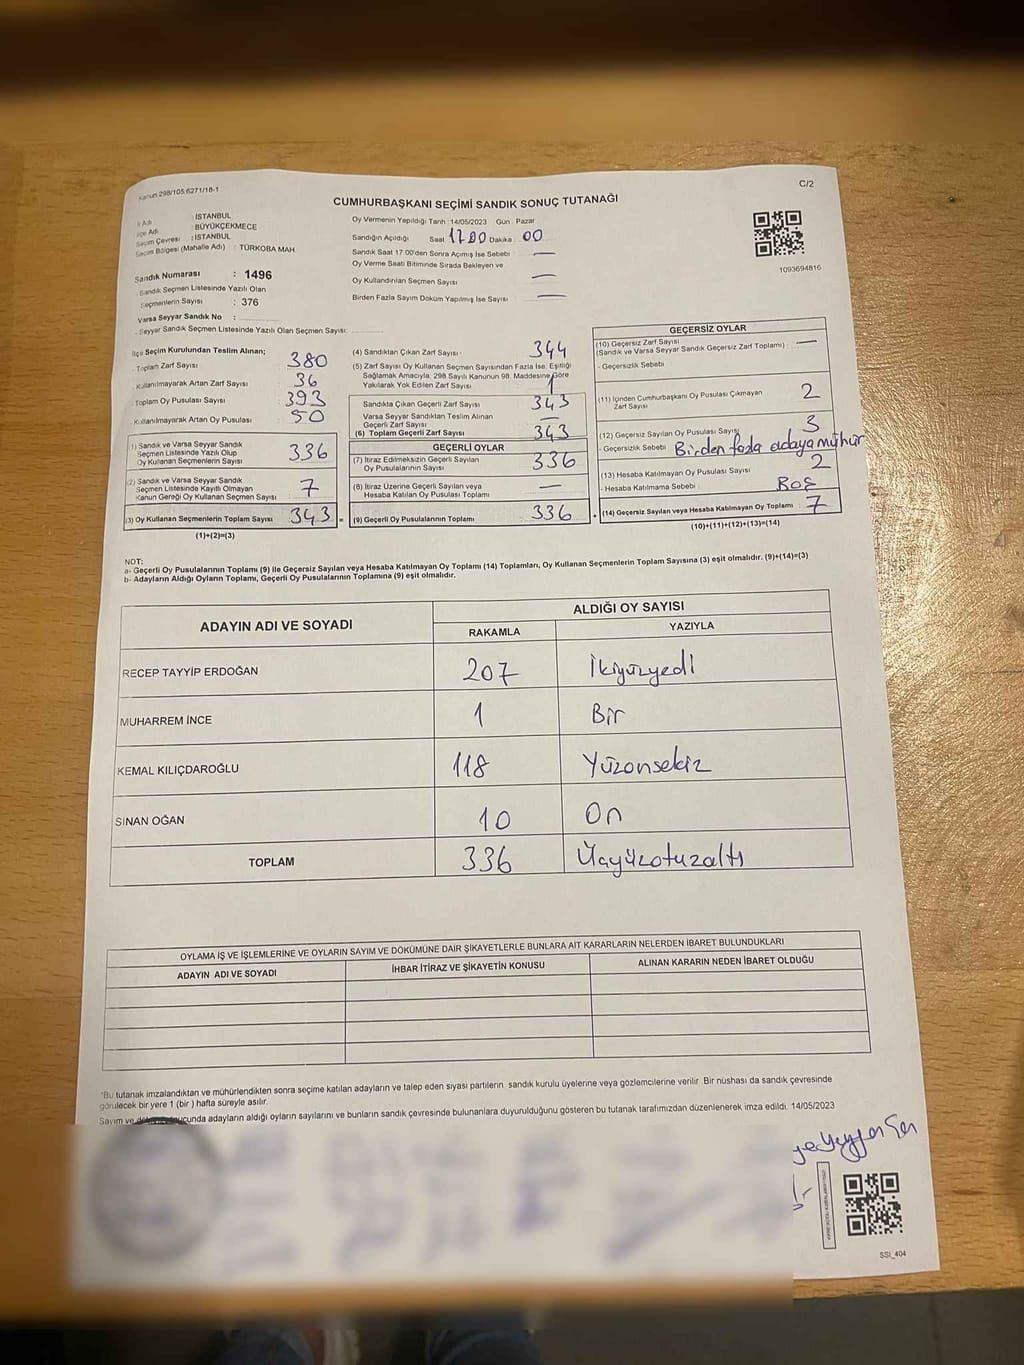 Kanun 298/105.6271/18-1
C/2
CUMHURBAŞKANI SEÇİMİ SANDIK SONUÇ TUTANAĞI
İl Adı : İSTANBUL
İlçe Adı : BÜYÜKÇEKMECE
Seçim Çevresi : İSTANBUL
Seçim Bölgesi (Mahalle Adı) : TÜRKOBA MAH.
Sandık Numarası : 1496
Sandık Seçmen Listesinde Yazılı Olan
Seçmenlerin Sayısı : 376
Varsa Seyyar Sandık No :
Seyyar Sandık Seçmen Listesinde Yazılı Olan Seçmen Sayısı:
Oy Vermenin Yapıldığı Tarih :14/05/2023 Gün : Pazar
Sandığın Açıldığı Saat 17.00 Dakika : 00
Sandık Saat 17:00'den Sonra Açılmış İse Sebebi —
Oy Verme Saati Bitiminde Sırada Bekleyen ve
Oy Kullandırılan Seçmen Sayısı —
Birden Fazla Sayım Döküm Yapılmış İse Sayısı —
1093694816
İlçe Seçim Kurulundan Teslim Alınan;
- Toplam Zarf Sayısı 380
- Kullanılmayarak Artan Zarf Sayısı 36
- Toplam Oy Pusulası Sayısı 393
- Kullanılmayarak Artan Oy Pusulası 50
(1) Sandık ve Varsa Seyyar Sandık
Seçmen Listesinde Yazılı Olup
Oy Kullanan Seçmenlerin Sayısı 336
(2) Sandık ve Varsa Seyyar Sandık
Seçmen Listesinde Kayıtlı Olmayan
Kanun Gereği Oy Kullanan Seçmen Sayısı 7
(3) Oy Kullanan Seçmenlerin Toplam Sayısı 343 =
(1)+(2)=(3)
(4) Sandıktan Çıkan Zarf Sayısı 344
(5) Zarf Sayısı Oy Kullanan Seçmen Sayısından Fazla İse, Eşitliği
Sağlamak Amacıyla; 298 Sayılı Kanunun 98. Maddesine Göre
Yakılarak Yok Edilen Zarf Sayısı 1
Sandıkta Çıkan Geçerli Zarf Sayısı 343
Varsa Seyyar Sandıktan Teslim Alınan
Geçerli Zarf Sayısı —
(6) Toplam Geçerli Zarf Sayısı 343
GEÇERLİ OYLAR
(7) İtiraz Edilmeksizin Geçerli Sayılan
Oy Pusulalarının Sayısı 336
(8) İtiraz Üzerine Geçerli Sayılan veya
Hesaba Katılan Oy Pusulası Toplamı —
(9) Geçerli Oy Pusulalarının Toplamı 336
GEÇERSİZ OYLAR
(10) Geçersiz Zarf Sayısı
(Sandık ve Varsa Seyyar Sandık Geçersiz Zarf Toplamı) : —
- Geçersizlik Sebebi
(11) İçinden Cumhurbaşkanı Oy Pusulası Çıkmayan
Zarf Sayısı 2
(12) Geçersiz Sayılan Oy Pusulası Sayısı 3
- Geçersizlik Sebebi Birden fazla adaya mühür
(13) Hesaba Katılmayan Oy Pusulası Sayısı 2
- Hesaba Katılmama Sebebi : Boş
(14) Geçersiz Sayılan veya Hesaba Katılmayan Oy Toplamı 7
(10)+(11)+(12)+(13)=(14)
NOT:
a- Geçerli Oy Pusulalarının Toplamı (9) ile Geçersiz Sayılan veya Hesaba Katılmayan Oy Toplamı (14) Toplamları, Oy Kullanan Seçmenlerin Toplam Sayısına (3) eşit olmalıdır. (9)+(14)=(3)
b- Adayların Aldığı Oyların Toplamı, Geçerli Oy Pusulalarının Toplamına (9) eşit olmalıdır.
ADAYIN ADI VE SOYADI
ALDIĞI OY SAYISI
RAKAMLA YAZIYLA
RECEP TAYYİP ERDOĞAN 207 İkiyüzyedi
MUHARREM İNCE 1 Bir
KEMAL KILIÇDAROĞLU 118 Yüzonsekiz
SİNAN OĞAN 10 On
TOPLAM 336 Üçyüzotuzaltı
OYLAMA İŞ VE İŞLEMLERİNE VE OYLARIN SAYIM VE DÖKÜMÜNE DAİR ŞİKAYETLERLE BUNLARA AİT KARARLARIN NELERDEN İBARET BULUNDUKLARI
ADAYIN ADI VE SOYADI İHBAR İTİRAZ VE ŞİKAYETİN KONUSU ALINAN KARARIN NEDEN İBARET OLDUĞU
*Bu tutanak imzalandıktan ve mühürlendikten sonra seçime katılan adayların ve talep eden siyasi partilerin sandık kurulu üyelerine veya gözlemcilerine verilir. Bir nüshası da sandık çevresinde
görülecek bir yere 1 (bir) hafta süreyle asılır.
Sayım ve döküm sonucunda adayların aldığı oyların sayılarını ve bunların sandık çevresinde bulunanlara duyurulduğunu gösteren bu tutanak tarafımızdan düzenlenerek imza edildi. 14/05/2023
SSI_404